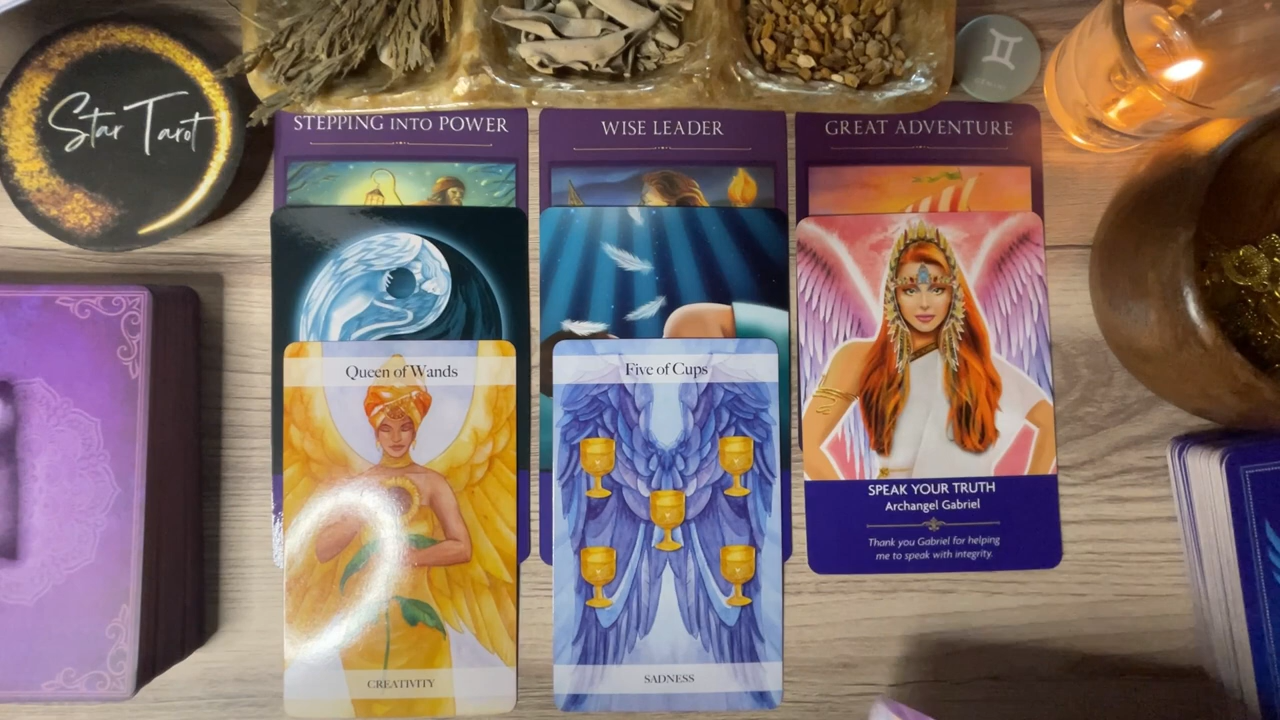 Star Tarot
STEPPING INTO POWER
WISE LEADER
GREAT ADVENTURE
Queen of Wands
CREATIVITY
Five of Cups
SADNESS
SPEAK YOUR TRUTH
Archangel Gabriel
Thank you Gabriel for helping
me to speak with integrity.